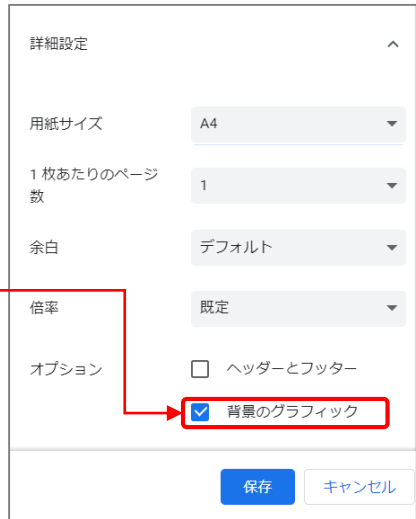 詳細設定
用紙サイズ A4
1 枚あたりのページ
数 1
余白 デフォルト
倍率 既定
オプション ヘッダーとフッター
背景のグラフィック
保存 キャンセル